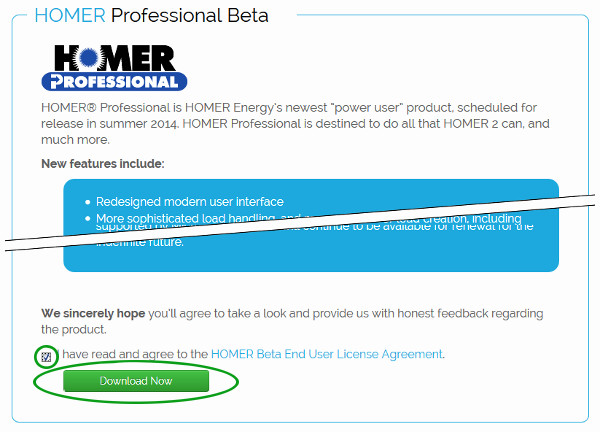 HOMER Professional Beta
HOMER
PROFESSIONAL
HOMER® Professional is HOMER Energy's newest "power user" product, scheduled for
release in summer 2014. HOMER Professional is destined to do all that HOMER 2 can, and
much more.
New features include:
• Redesigned modern user interface
• More sophisticated load handling, and load creation, including
supported by continue to be available for renewal for the
indefinite future.
We sincerely hope you'll agree to take a look and provide us with honest feedback regarding
the product.
I have read and agree to the HOMER Beta End User License Agreement.
Download Now